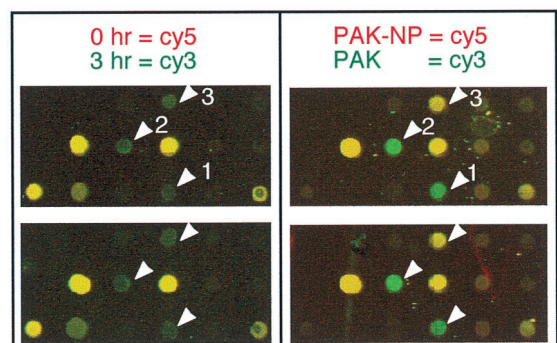 0 hr = cy5
3 hr = cy3
3
2
1
PAK-NP = cy5
PAK = cy3
3
2
1